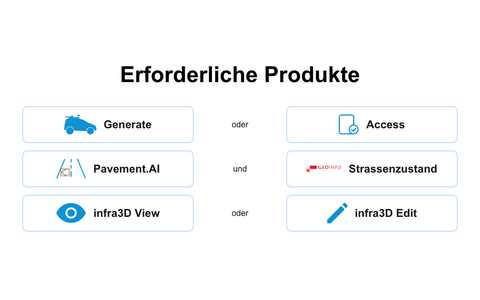 Erforderliche Produkte
Generate oder Access
Pavement.AI und GEOINFO Strassenzustand
infra3D View oder infra3D Edit